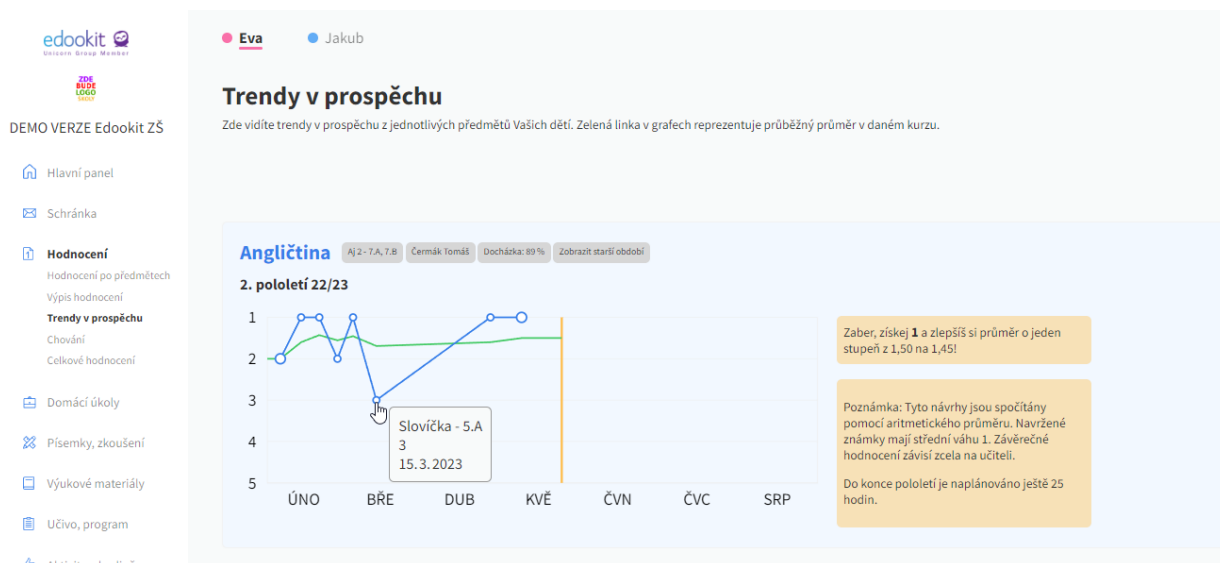 edookit
Unicorn Group Member
ZDE
BUDE
LOGO
ŠKOLY
DEMO VERZE Edookit ZŠ
Hlavní panel
Schránka
Hodnocení
Hodnocení po předmětech
Výpis hodnocení
Trendy v prospěchu
Chování
Celkové hodnocení
Domácí úkoly
Písemky, zkoušení
Výukové materiály
Učivo, program
Eva
Jakub
Trendy v prospěchu
Zde vidíte trendy v prospěchu z jednotlivých předmětů Vašich dětí. Zelená linka v grafech reprezentuje průběžný průměr v daném kurzu.
Angličtina
Aj 2 - 7.A, 7.B
Čermák Tomáš
Docházka: 89 %
Zobrazit starší období
2. pololetí 22/23
1
2
3
4
5
Slovíčka - 5.A
3
15. 3. 2023
ÚNO
BŘE
DUB
KVĚ
ČVN
ČVC
SRP
Zaber, získej 1 a zlepšíš si průměr o jeden
stupeň z 1,50 na 1,45!
Poznámka: Tyto návrhy jsou spočítány
pomocí aritmetického průměru. Navržené
známky mají střední váhu 1. Závěrečné
hodnocení závisí zcela na učiteli.
Do konce pololetí je naplánováno ještě 25
hodin.